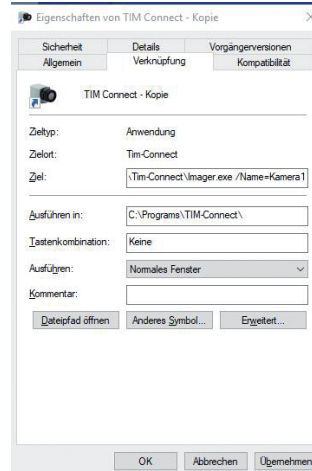 Eigenschaften von TIM Connect - Kopie
Sicherheit Details Vorgängerversionen
Allgemein Verknüpfung Kompatibilität
TIM Connect - Kopie
Zieltyp: Anwendung
Zielort: Tim-Connect
Ziel: \Tim-Connect\Imager.exe /Name=Kamera1
Ausführen in: C:\Programs\TIM-Connect\
Tastenkombination: Keine
Ausführen: Normales Fenster
Kommentar:
Dateipfad öffnen Anderes Symbol... Erweitert...
OK Abbrechen Übernehmen